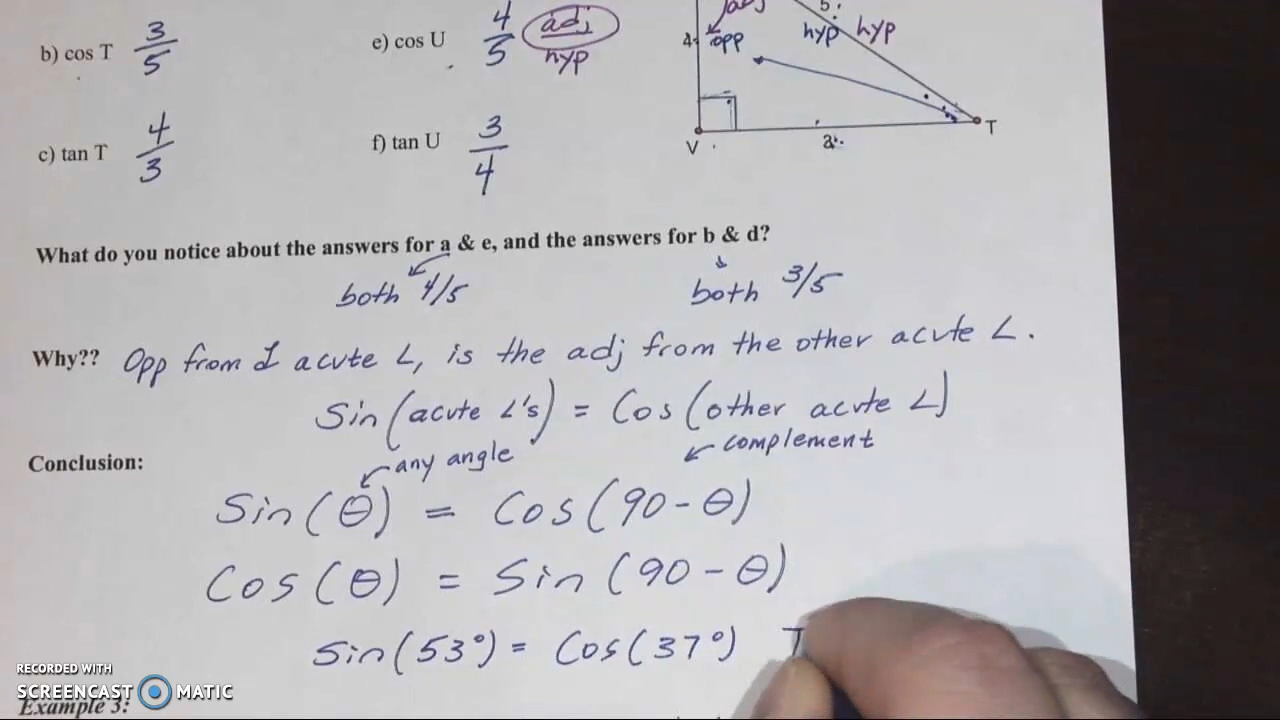 b) cos T 3/5 e) cos U 4/5 adj/hyp
4 opp hyp hyp
c) tan T 4/3 f) tan U 3/4
V T
What do you notice about the answers for a & e, and the answers for b & d?
both 4/5 both 3/5
Why?? Opp from 1 acute ∠, is the adj from the other acute ∠.
Sin(acute ∠'s) = Cos(other acute ∠)
Conclusion: any angle complement
Sin(θ) = Cos(90-θ)
Cos(θ) = Sin(90-θ)
Sin(53°) = Cos(37°) T
RECORDED WITH
SCREENCAST MATIC
Example 3: